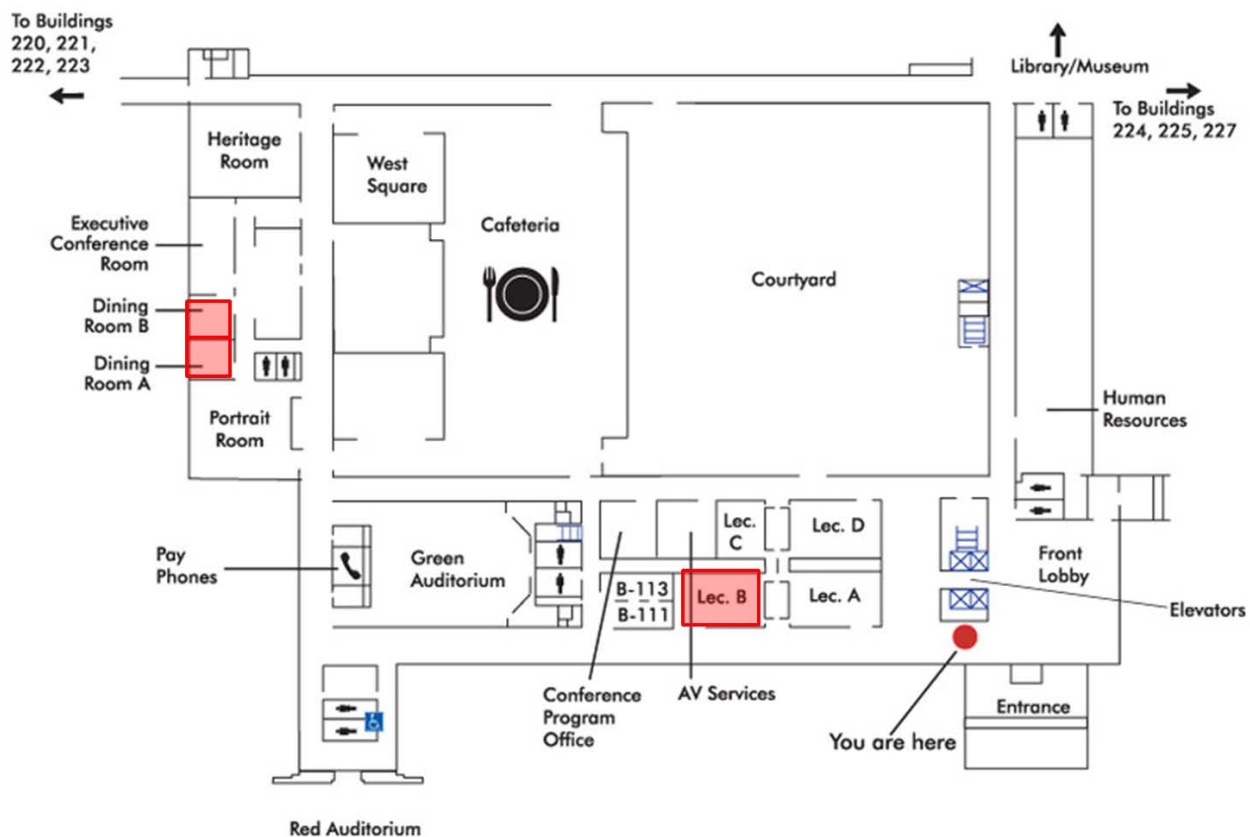 To Buildings
220, 221,
222, 223
Library/Museum
To Buildings
224, 225, 227
Heritage
Room
West
Square
Cafeteria
Courtyard
Executive
Conference
Room
Dining
Room B
Dining
Room A
Portrait
Room
Human
Resources
Pay
Phones
Green
Auditorium
Lec.
C
Lec. D
B-113
B-111
Lec. B
Lec. A
Front
Lobby
Elevators
Conference
Program
Office
AV Services
You are here
Entrance
Red Auditorium